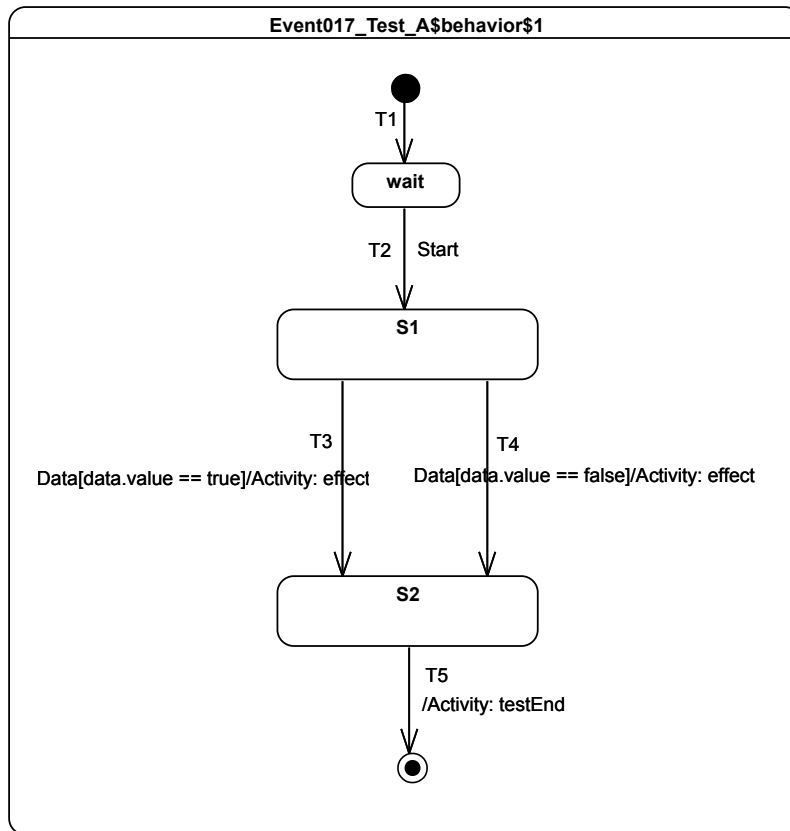 Event017_Test_A$behavior$1
T1
wait
T2 Start
S1
T3
T4
Data[data.value == true]/Activity: effect
Data[data.value == false]/Activity: effect
S2
T5
/Activity: testEnd